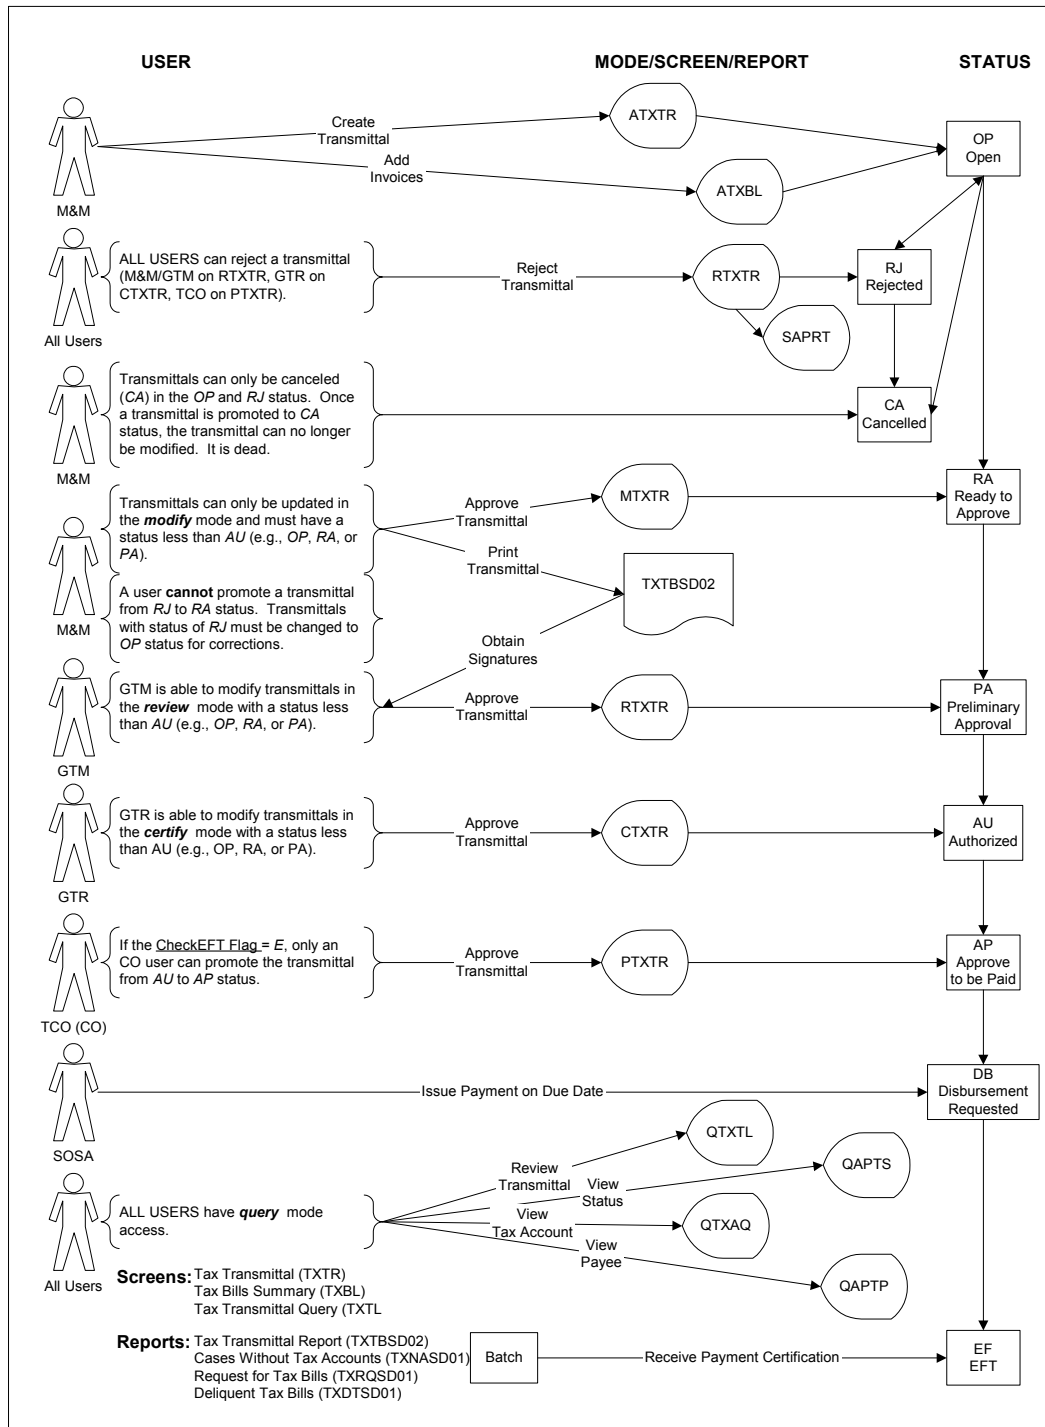 USER
MODE/SCREEN/REPORT
STATUS
Create
Transmittal
ATXTR
OP
Open
Add
Invoices
ATXBL
M&M
ALL USERS can reject a transmittal
(M&M/GTM on RTXTR, GTR on
CTXTR, TCO on PTXTR).
Reject
Transmittal
RTXTR
RJ
Rejected
SAPRT
All Users
Transmittals can only be canceled
(CA) in the OP and RJ status. Once
a transmittal is promoted to CA
status, the transmittal can no longer
be modified. It is dead.
CA
Cancelled
M&M
Transmittals can only be updated in
the modify mode and must have a
status less than AU (e.g., OP, RA, or
PA).
Approve
Transmittal
MTXTR
RA
Ready to
Approve
Print
Transmittal
TXTBSD02
A user cannot promote a transmittal
from RJ to RA status. Transmittals
with status of RJ must be changed to
OP status for corrections.
M&M
Obtain
Signatures
GTM is able to modify transmittals in
the review mode with a status less
than AU (e.g., OP, RA, or PA).
Approve
Transmittal
RTXTR
PA
Preliminary
Approval
GTM
GTR is able to modify transmittals in
the certify mode with a status less
than AU (e.g., OP, RA, or PA).
Approve
Transmittal
CTXTR
AU
Authorized
GTR
If the CheckEFT Flag = E, only an
CO user can promote the transmittal
from AU to AP status.
Approve
Transmittal
PTXTR
AP
Approve
to be Paid
TCO (CO)
Issue Payment on Due Date
DB
Disbursement
Requested
SOSA
ALL USERS have query mode
access.
Review
Transmittal
QTXTL
View
Status
QAPTS
View
Tax Account
QTXAQ
View
Payee
QAPTP
All Users
Screens: Tax Transmittal (TXTR)
Tax Bills Summary (TXBL)
Tax Transmittal Query (TXTL
Reports: Tax Transmittal Report (TXTBSD02)
Cases Without Tax Accounts (TXNASD01)
Request for Tax Bills (TXRQSD01)
Deliquent Tax Bills (TXDTSD01)
Batch
Receive Payment Certification
EF
EFT